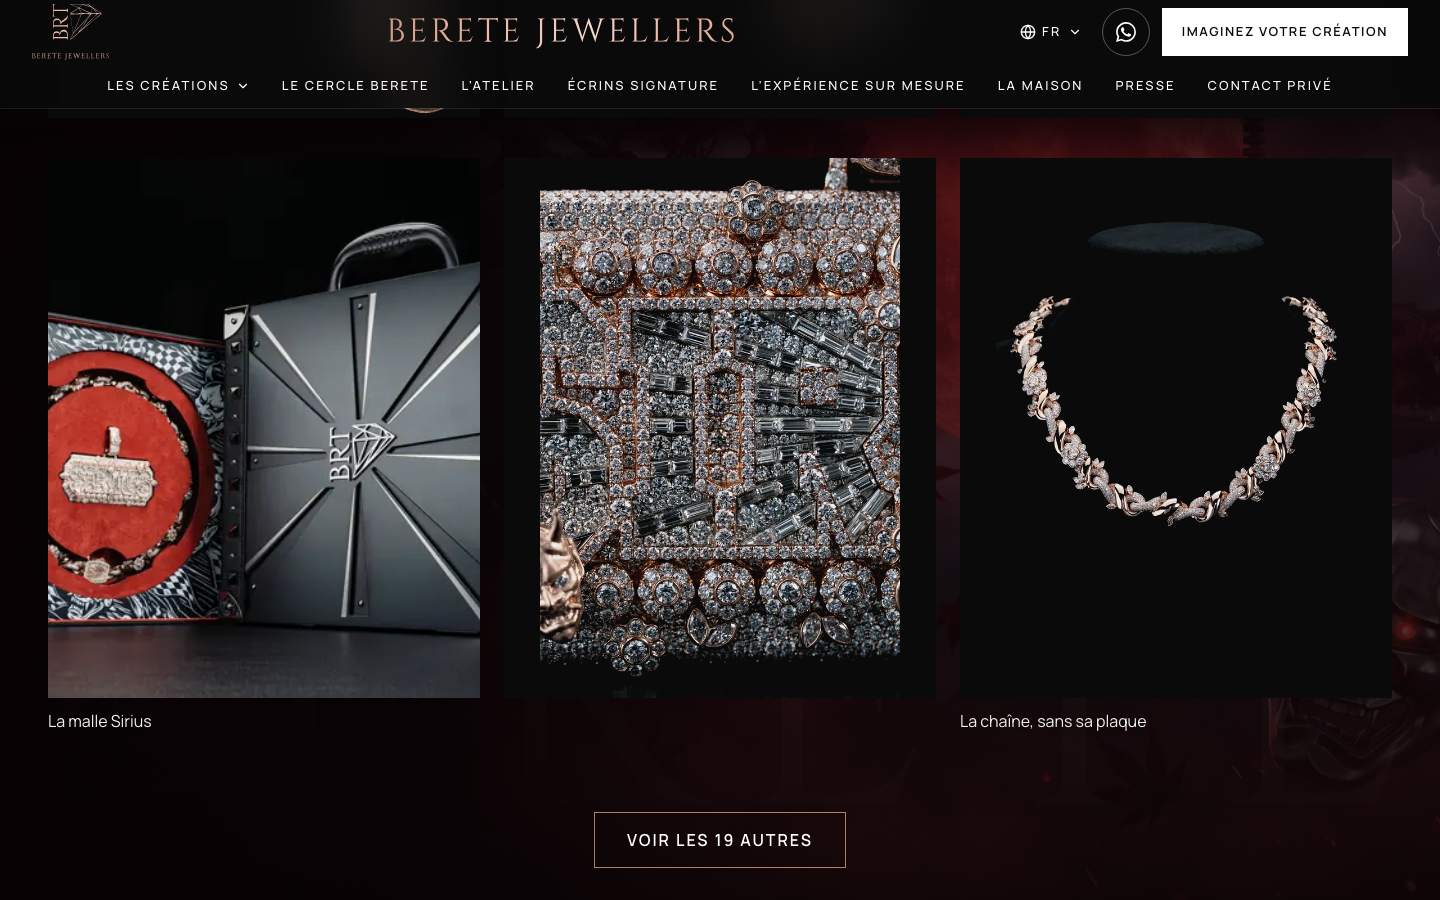 BRT
BERETE JEWELLERS
BERETE JEWELLERS
FR
IMAGINEZ VOTRE CRÉATION
LES CRÉATIONS
LE CERCLE BERETE
L'ATELIER
ÉCRINS SIGNATURE
L'EXPÉRIENCE SUR MESURE
LA MAISON
PRESSE
CONTACT PRIVÉ
BRT
La malle Sirius
La chaîne, sans sa plaque
VOIR LES 19 AUTRES